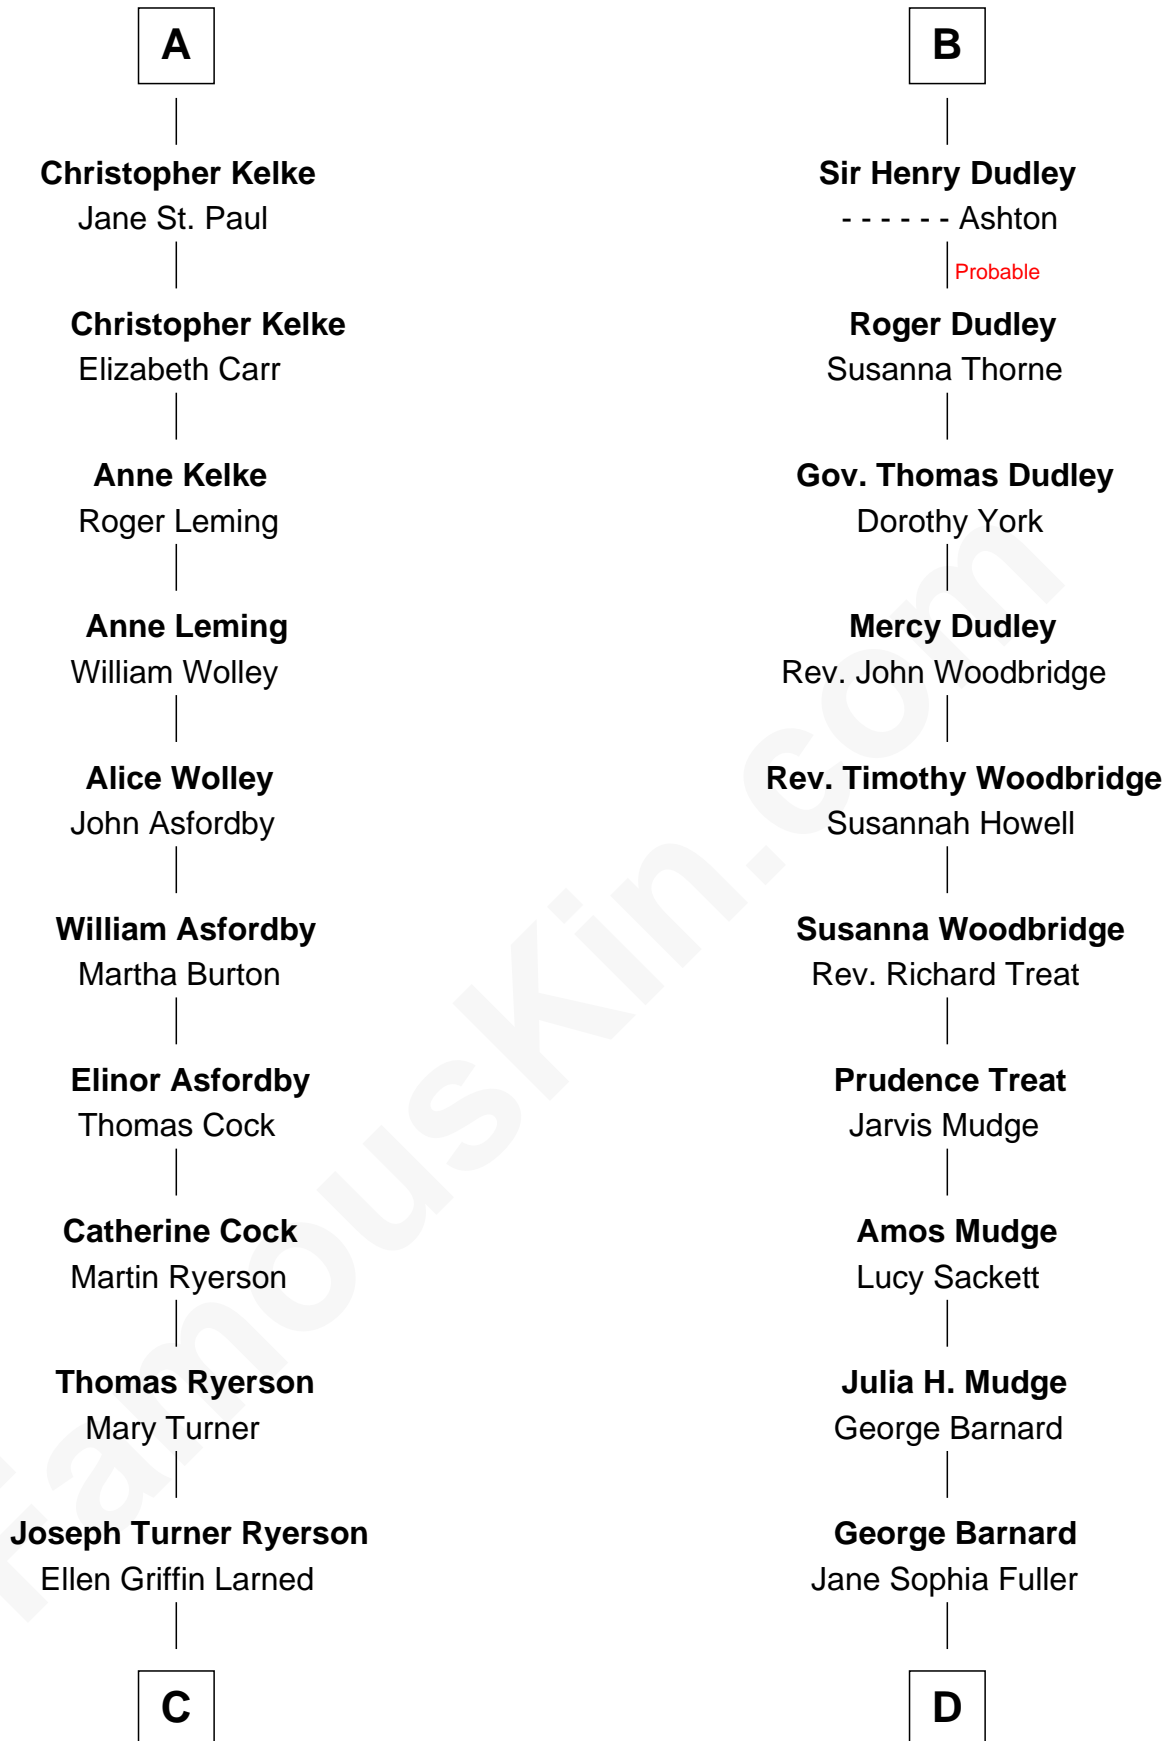 A
Christopher Kelke
Jane St. Paul
Christopher Kelke
Elizabeth Carr
Anne Kelke
Roger Leming
Anne Leming
William Wolley
Alice Wolley
John Asfordby
William Asfordby
Martha Burton
Elinor Asfordby
Thomas Cock
Catherine Cock
Martin Ryerson
Thomas Ryerson
Mary Turner
Joseph Turner Ryerson
Ellen Griffin Larned
C
B
Sir Henry Dudley
- - - - - - Ashton
Probable
Roger Dudley
Susanna Thorne
Gov. Thomas Dudley
Dorothy York
Mercy Dudley
Rev. John Woodbridge
Rev. Timothy Woodbridge
Susannah Howell
Susanna Woodbridge
Rev. Richard Treat
Prudence Treat
Jarvis Mudge
Amos Mudge
Lucy Sackett
Julia H. Mudge
George Barnard
George Barnard
Jane Sophia Fuller
D
FamousKin.com